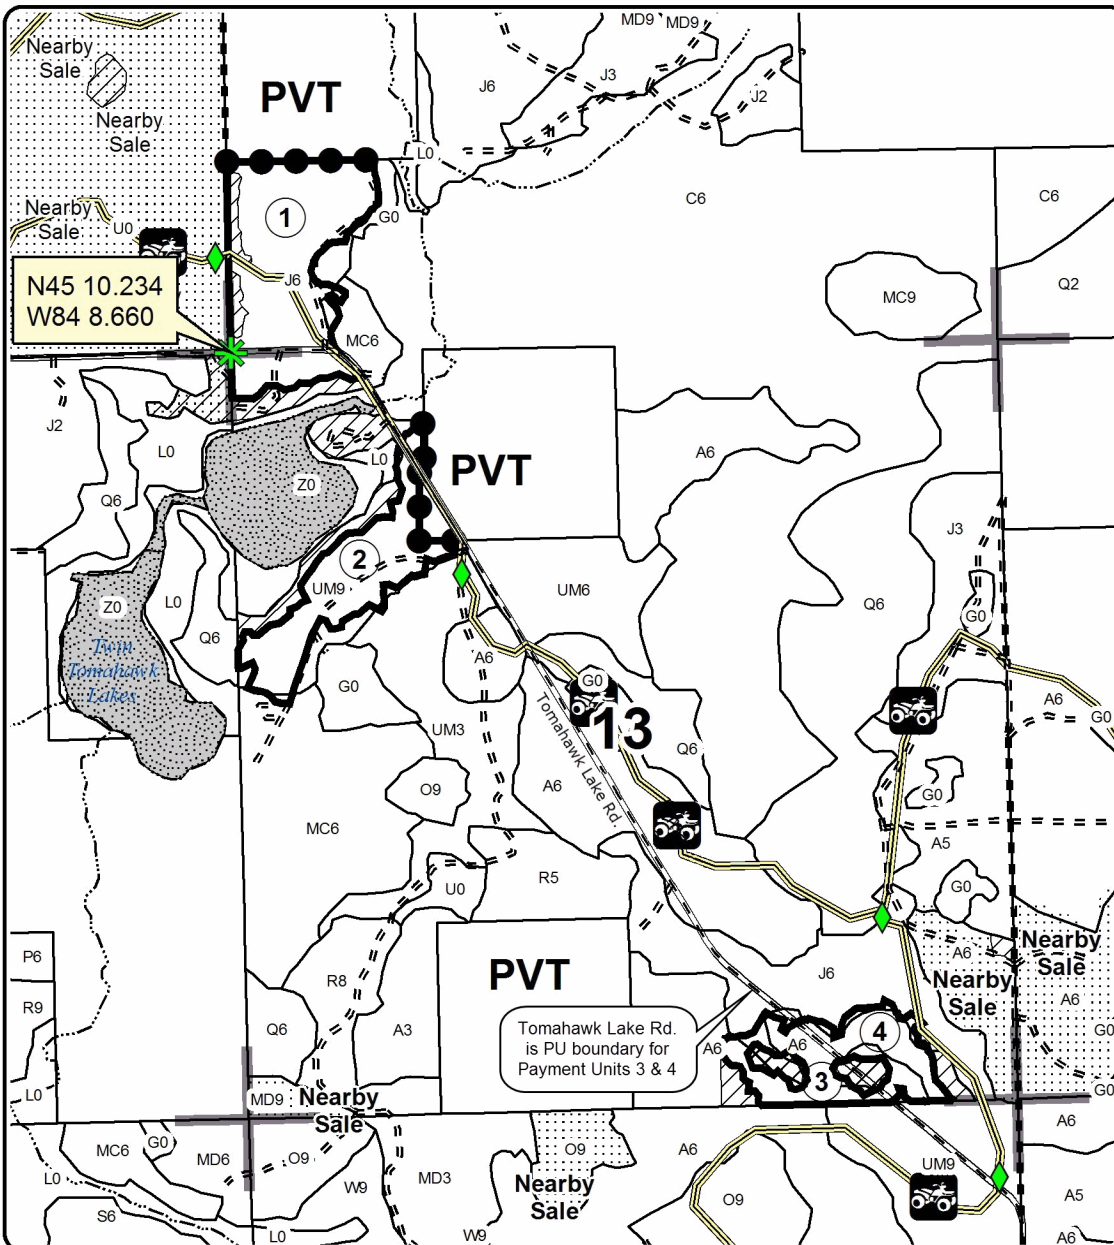 MD9
MD9
Nearby
Sale
PVT
J6
J3
J2
Nearby
Sale
L0
C6
C6
Nearby
Sale
U0
1
G0
N45 10.234
W84 8.660
J6
MC9
Q2
MC6
J2
L0
L0
PVT
A6
Q6
Z0
J3
2
UM9
UM6
Z0
L0
Q6
Q6
G0
Twin
Tomahawk
Lakes
A6
G0
G0
13
Tomahawk Lake Rd.
UM3
Q6
A6
G0
O9
A6
G0
MC6
A5
U0
R5
G0
P6
R9
R8
PVT
J6
A6
Nearby
Sale
Nearby
Sale
A6
G0
Q6
A3
Tomahawk Lake Rd.
is PU boundary for
Payment Units 3 & 4
A6
A6
4
3
L0
MD9
Nearby
Sale
G0
A6
MC6
G0
MD6
O9
MD3
O9
A6
UM9
L0
W9
Nearby
Sale
O9
A5
S6
L0
W9
A6